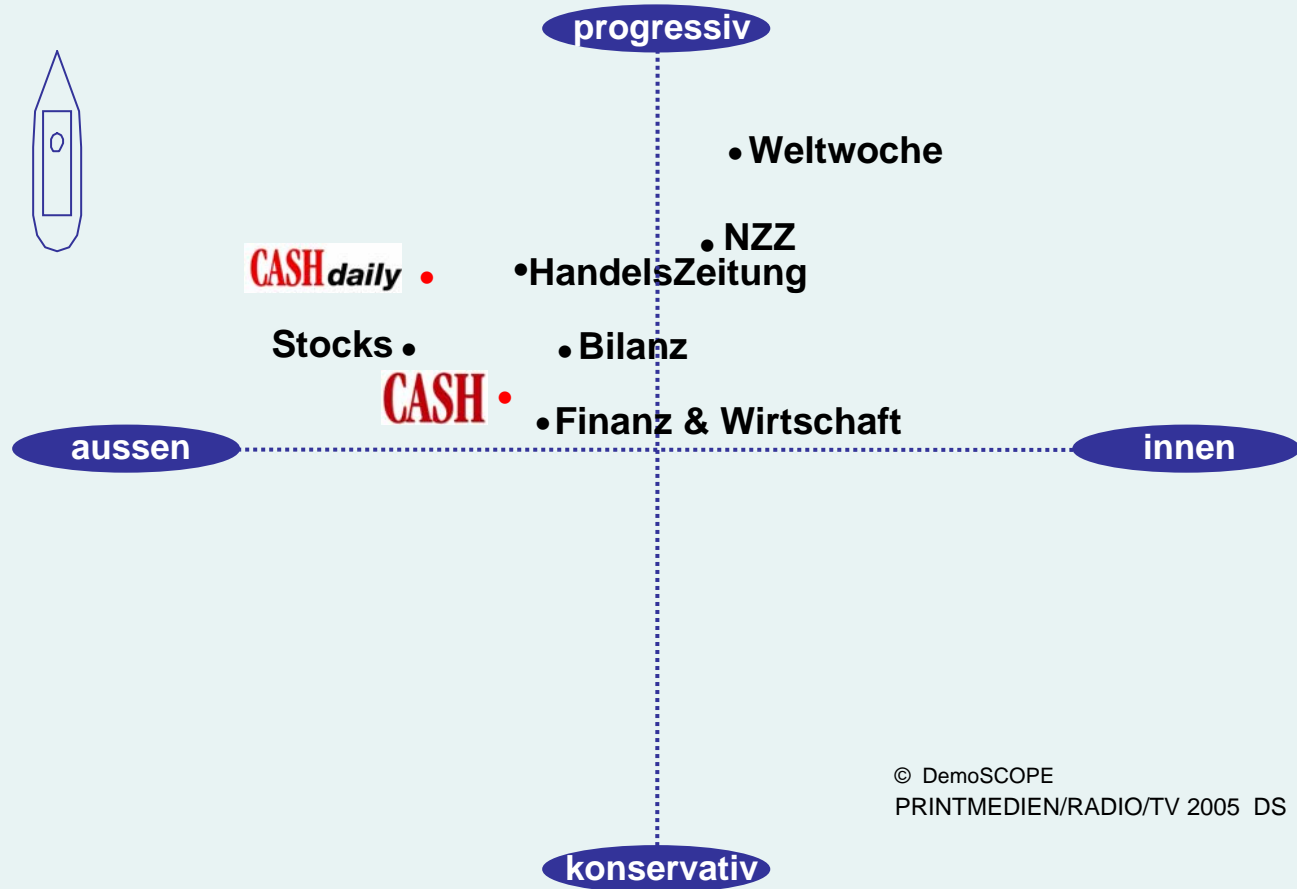 progressiv
Weltwoche
NZZ
CASH daily
HandelsZeitung
Stocks
Bilanz
CASH
Finanz & Wirtschaft
aussen
innen
© DemoSCOPE
PRINTMEDIEN/RADIO/TV 2005 DS
konservativ